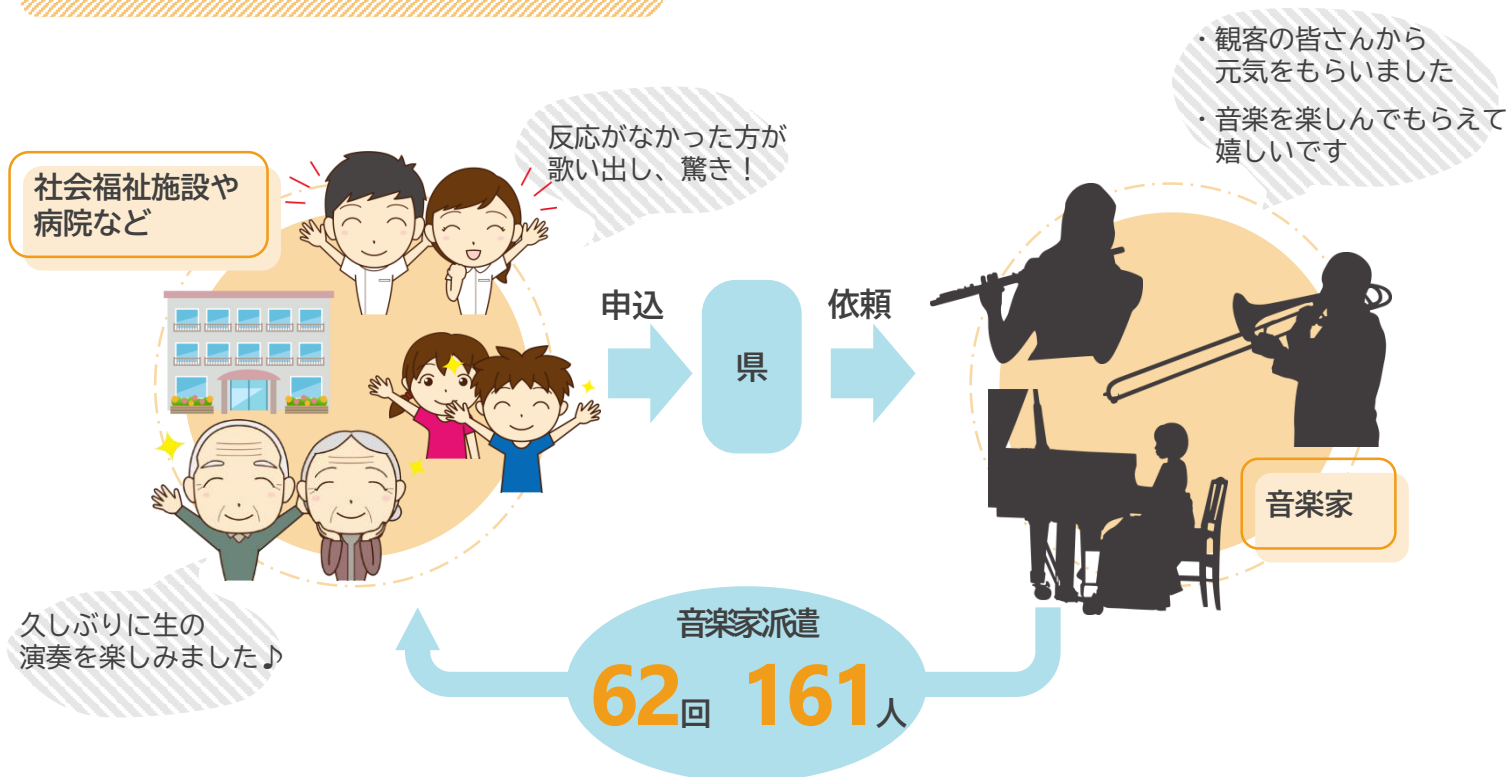 ・観客の皆さんから
元気をもらいました
・音楽を楽しんでもらえて
嬉しいです
反応がなかった方が
歌い出し、驚き！
社会福祉施設や
病院など
申込
県
依頼
音楽家
久しぶりに生の
演奏を楽しみました♪
音楽家派遣
62回 161人